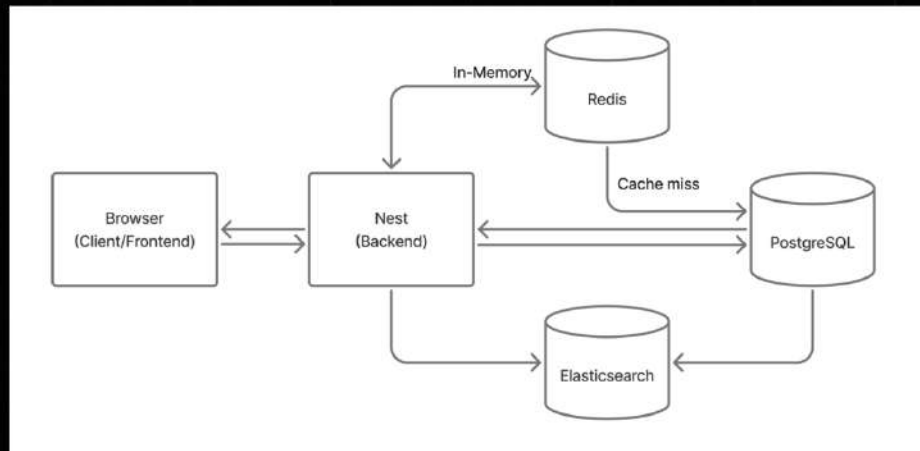 In-Memory
Redis
Cache miss
Browser
(Client/Frontend)
Nest
(Backend)
PostgreSQL
Elasticsearch